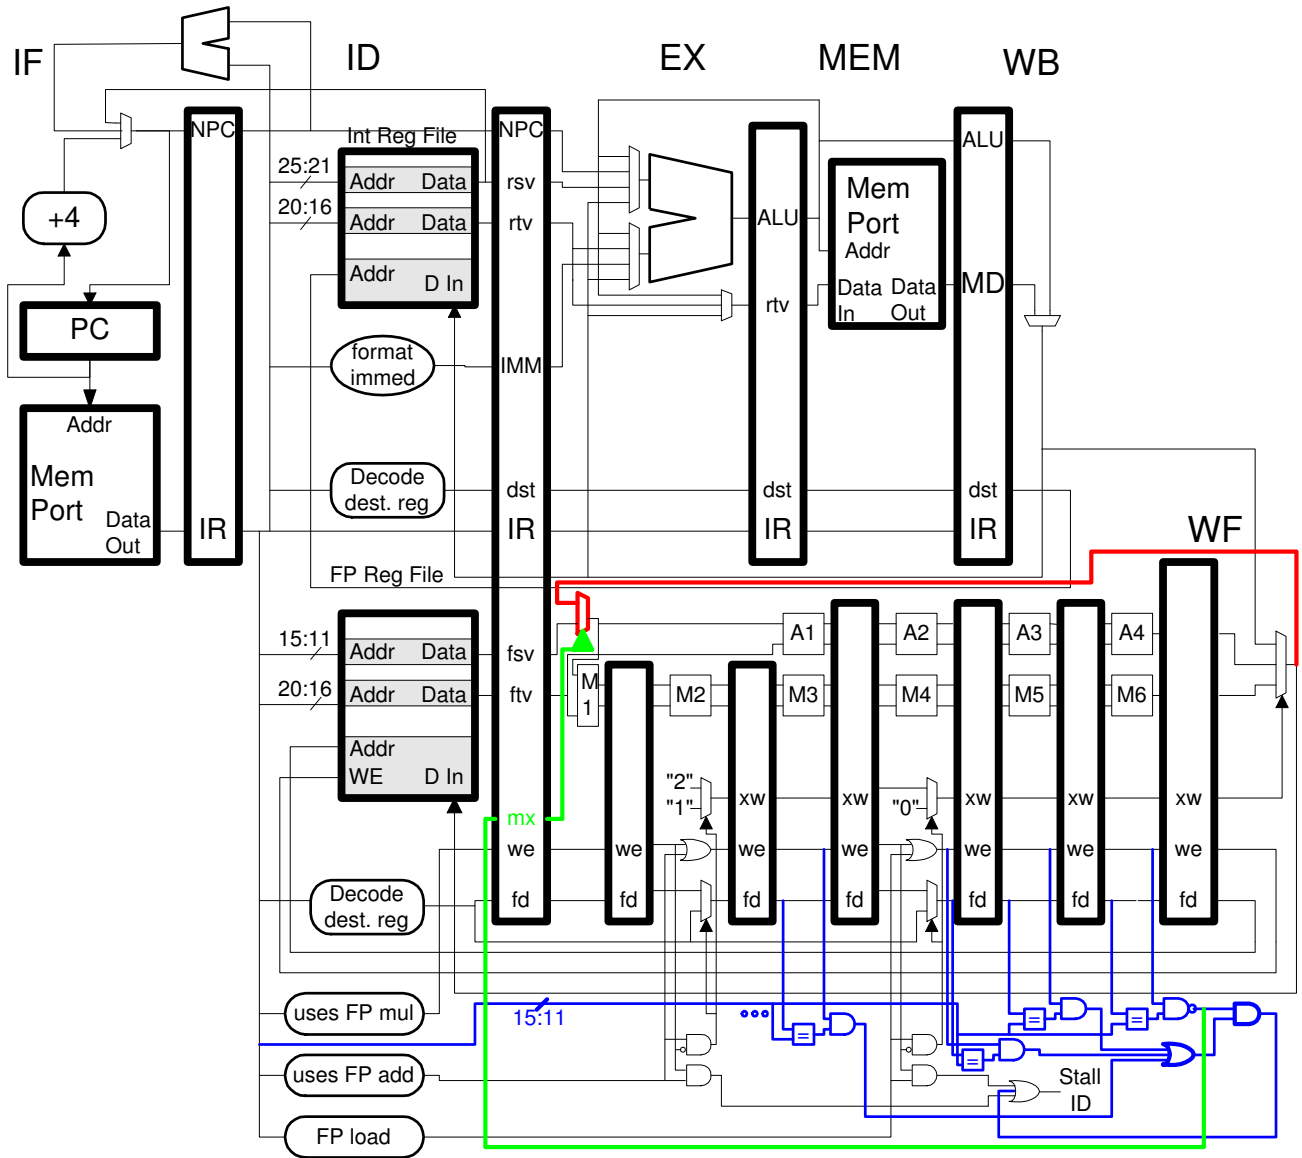 IF
ID
EX
MEM
WB
NPC
Int Reg File
NPC
ALU
25:21
Addr
Data
rsv
20:16
Addr
Data
rtv
Addr
D In
+4
PC
ALU
Mem
Port
Addr
Data
In
Data
Out
rtv
MD
format
immed
IMM
Addr
Mem
Port
Data
Out
Decode
dest. reg
dst
dst
dst
IR
IR
IR
IR
WF
FP Reg File
15:11
Addr
Data
fsv
20:16
Addr
Data
ftv
Addr
WE
D In
A1
A2
A3
A4
M
1
M2
M3
M4
M5
M6
"2"
"1"
"0"
xw
xw
xw
xw
mx
we
we
we
we
we
we
Decode
dest. reg
fd
fd
fd
fd
fd
fd
uses FP mul
15:11
=
=
=
=
uses FP add
Stall
ID
FP load